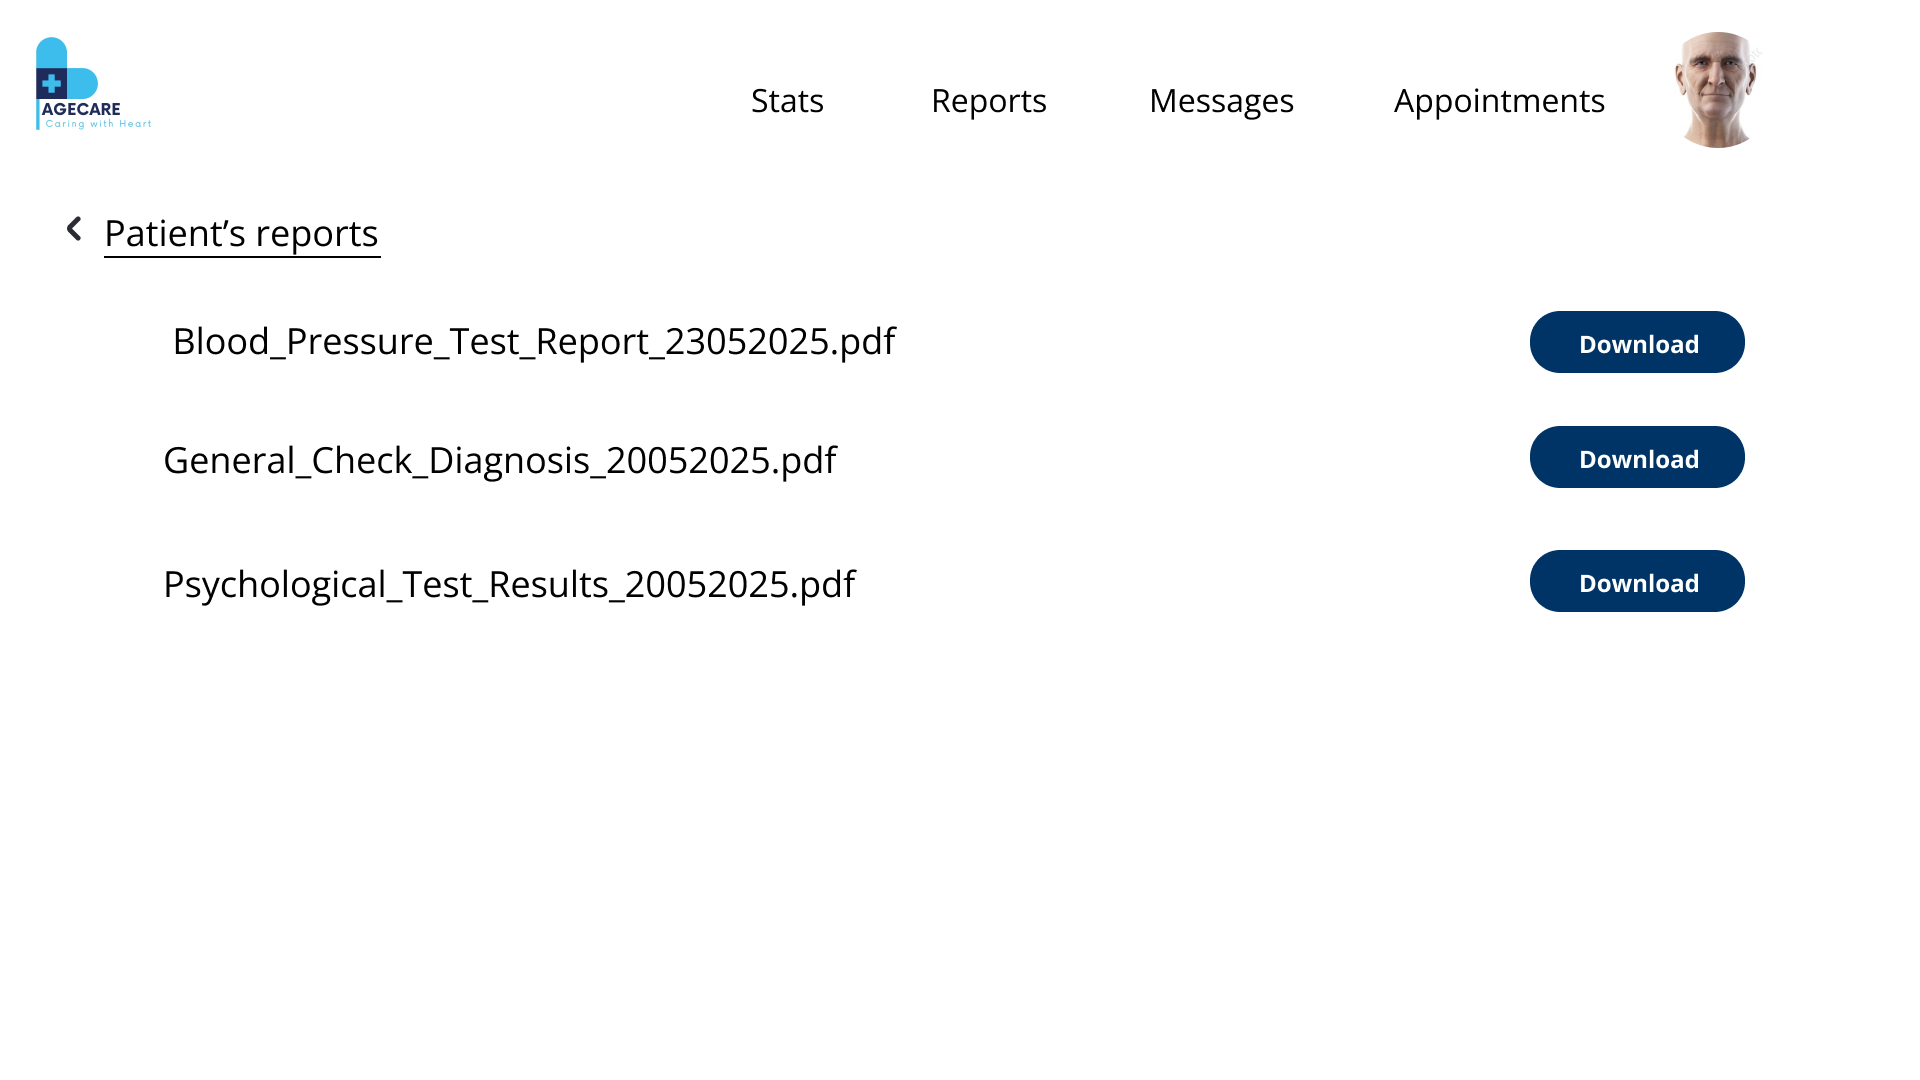 AGECARE
Caring with Heart
Stats
Reports
Messages
Appointments
Patient’s reports
Blood_Pressure_Test_Report_23052025.pdf
Download
General_Check_Diagnosis_20052025.pdf
Download
Psychological_Test_Results_20052025.pdf
Download